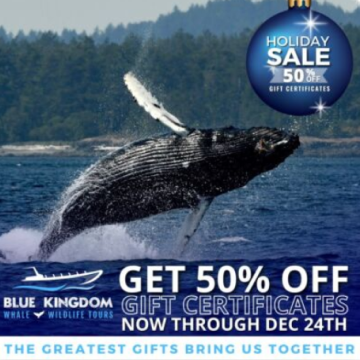 HOLIDAY
SALE
50% OFF
GIFT CERTIFICATES
BLUE KINGDOM
WHALE WILDLIFE TOURS
GET 50% OFF
GIFT CERTIFICATES
NOW THROUGH DEC 24TH
THE GREATEST GIFTS BRING US TOGETHER